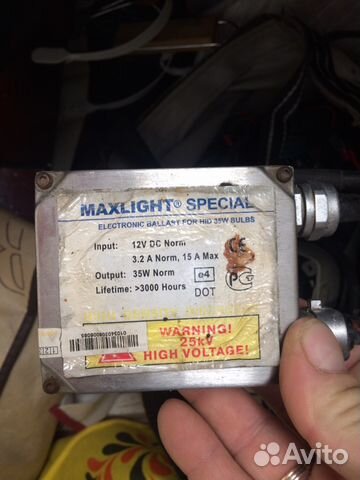 MAXLIGHT® SPECIAL
ELECTRONIC BALLAST FOR HID 35W BULBS
Input: 12V DC Norm
3.2 A Norm, 15 A Max
Output: 35W Norm
Lifetime: >3000 Hours
CE
e4
DOT
WARNING!
25kV
HIGH VOLTAGE!
Avito